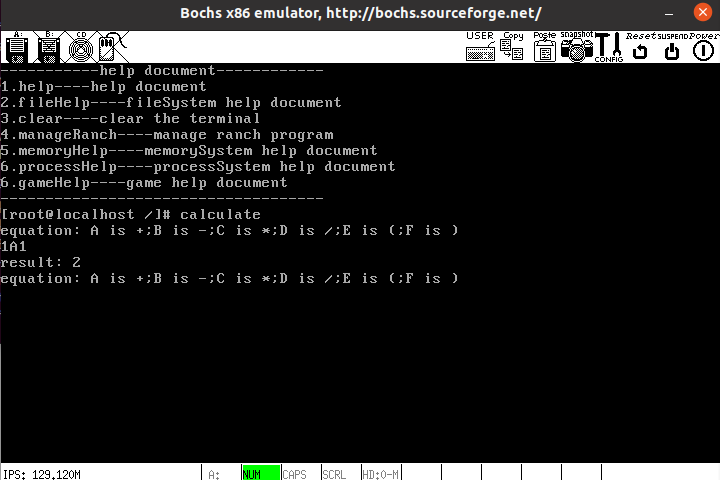 Bochs x86 emulator, http://bochs.sourceforge.net/
A: B: CD USER Copy Paste Snapshot CONFIG Reset SUSPEND Power
-----------help document------------
1.help----help document
2.fileHelp----fileSystem help document
3.clear----clear the terminal
4.manageRanch----manage ranch program
5.memoryHelp----memorySystem help document
6.processHelp----processSystem help document
6.gameHelp----game help document
------------------------------------
[root@localhost /]# calculate
equation: A is +;B is -;C is *;D is /;E is (;F is )
1A1
result: 2
equation: A is +;B is -;C is *;D is /;E is (;F is )
IPS: 129.120M A: NUM CAPS SCRL HD:0-M